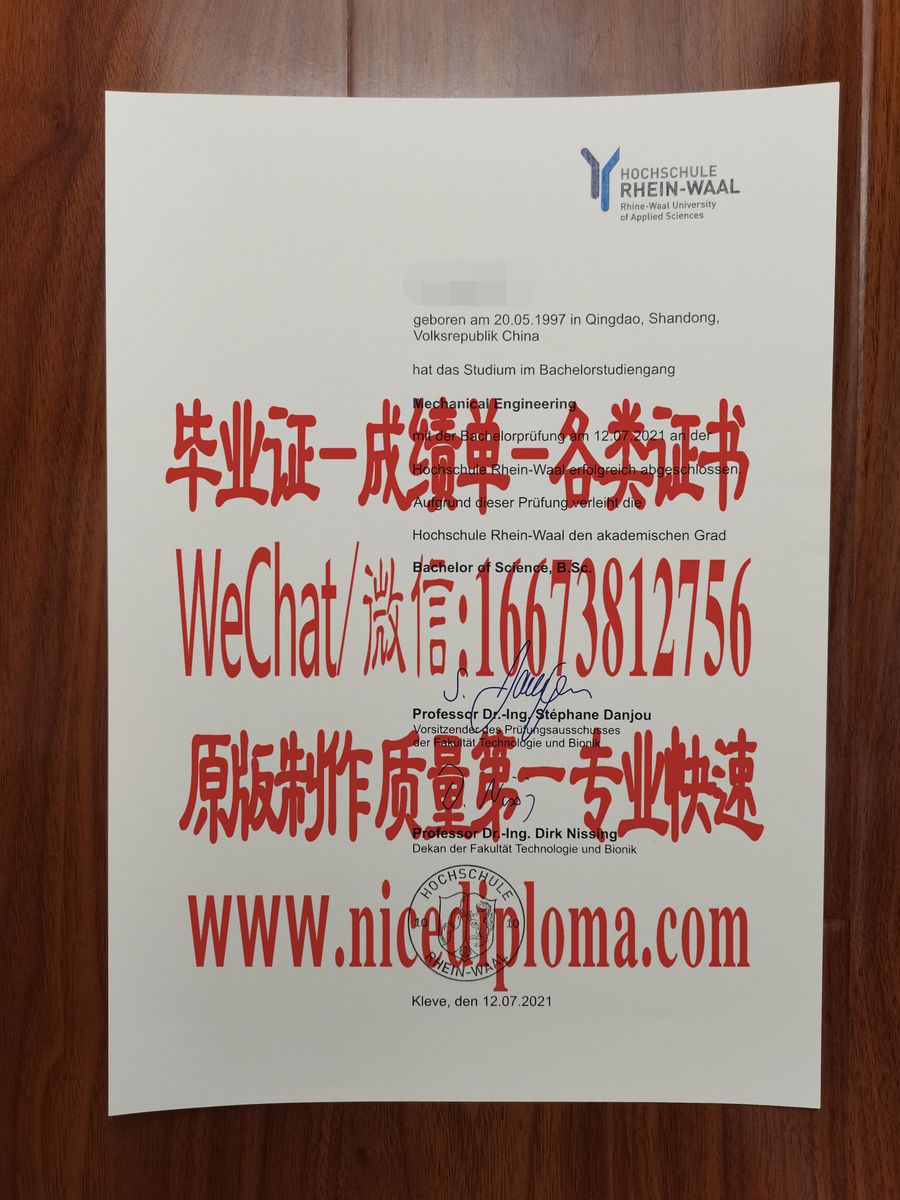 HOCHSCHULE
RHEIN-WAAL
Rhine-Waal University
of Applied Sciences
geboren am 20.05.1997 in Qingdao, Shandong,
Volksrepublik China
hat das Studium im Bachelorstudiengang
Mechanical Engineering
mit der Bachelorprüfung am 12.07.2021 an der
毕业证-成绩单-各类证书
Hochschule Rhein-Waal erfolgreich abgeschlossen.
Aufgrund dieser Prüfung verleiht die
Hochschule Rhein-Waal den akademischen Grad
Bachelor of Science, B.Sc.
WeChat/微信:16673812756
S. Danjou
Professor Dr.-Ing. Stéphane Danjou
Vorsitzender des Prüfungsausschusses
der Fakultät Technologie und Bionik
原版制作质量第一专业快速
Professor Dr.-Ing. Dirk Nissing
Dekan der Fakultät Technologie und Bionik
www.nicediploma.com
HOCHSCHULE
10 10
RHEIN-WAAL
Kleve, den 12.07.2021